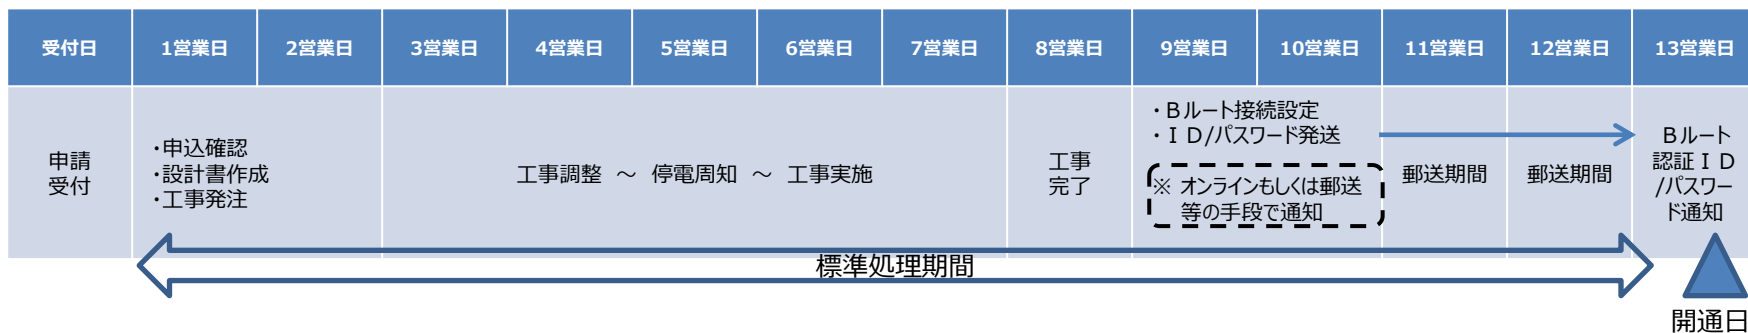 受付日 1営業日 2営業日 3営業日 4営業日 5営業日 6営業日 7営業日 8営業日 9営業日 10営業日 11営業日 12営業日 13営業日
申請
受付
・申込確認
・設計書作成
・工事発注
工事調整 ～ 停電周知 ～ 工事実施
工事
完了
・Bルート接続設定
・ID/パスワード発送
※ オンラインもしくは郵送
等の手段で通知
郵送期間
郵送期間
Bルート
認証ID
/パスワー
ド通知
標準処理期間
開通日